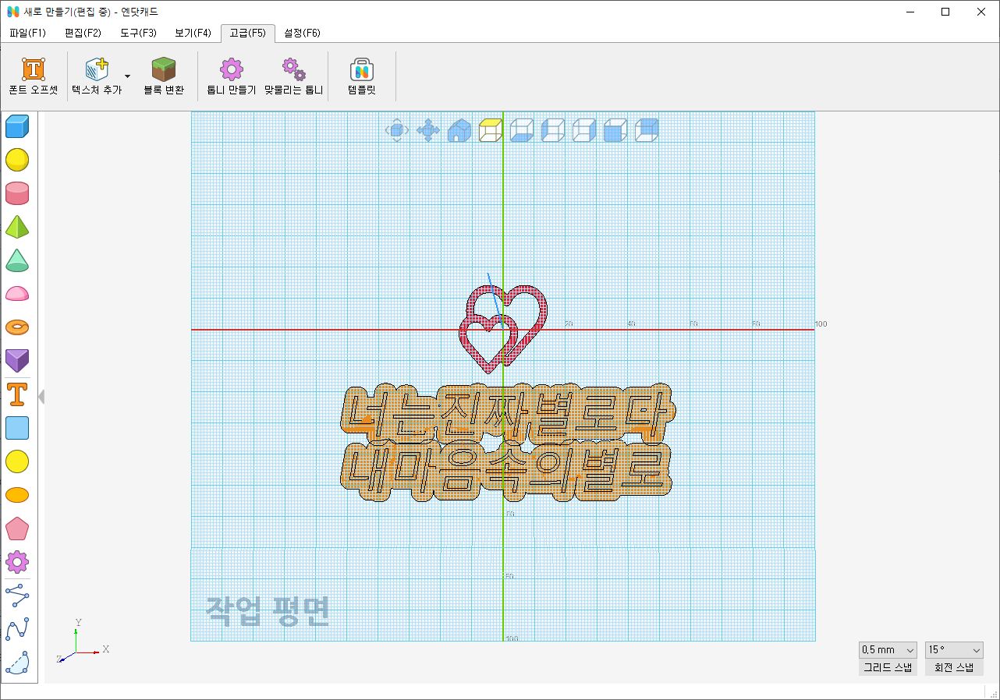 새로 만들기(편집 중) - 엔닷캐드
파일(F1) 편집(F2) 도구(F3) 보기(F4) 고급(F5) 설정(F6)
폰트 오프셋 텍스처 추가 블록 변환 톱니 만들기 맞물리는 톱니 템플릿
20 40 60 80 100
너는진짜별로다
내마음속의별로
60
80
작업 평면
100
Y
X
Z
0.5 mm 15 °
그리드 스냅 회전 스냅